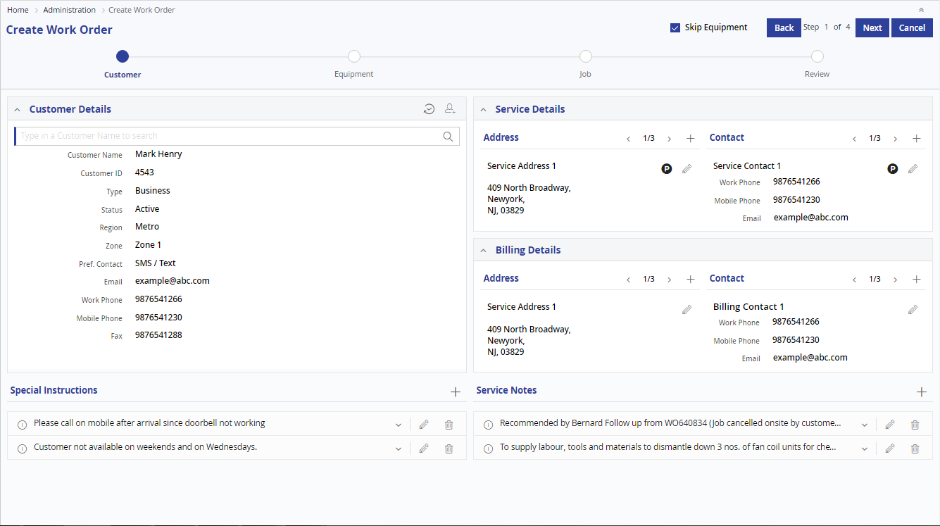 Home > Administration > Create Work Order
Create Work Order
Skip Equipment
Back Step 1 of 4 Next Cancel
Customer Equipment Job Review
Customer Details
Type in a Customer Name to search
Customer Name Mark Henry
Customer ID 4543
Type Business
Status Active
Region Metro
Zone Zone 1
Pref. Contact SMS / Text
Email example@abc.com
Work Phone 9876541266
Mobile Phone 9876541230
Fax 9876541288
Service Details
Address 1/3
Service Address 1 P
409 North Broadway,
Newyork,
NJ, 03829
Contact 1/3
Service Contact 1 P
Work Phone 9876541266
Mobile Phone 9876541230
Email example@abc.com
Billing Details
Address 1/3
Service Address 1
409 North Broadway,
Newyork,
NJ, 03829
Contact 1/3
Billing Contact 1
Work Phone 9876541266
Mobile Phone 9876541230
Email example@abc.com
Special Instructions
Please call on mobile after arrival since doorbell not working
Customer not available on weekends and on Wednesdays.
Service Notes
Recommended by Bernard Follow up from WO640834 (Job cancelled onsite by custome...
To supply labour, tools and materials to dismantle down 3 nos. of fan coil units for che...